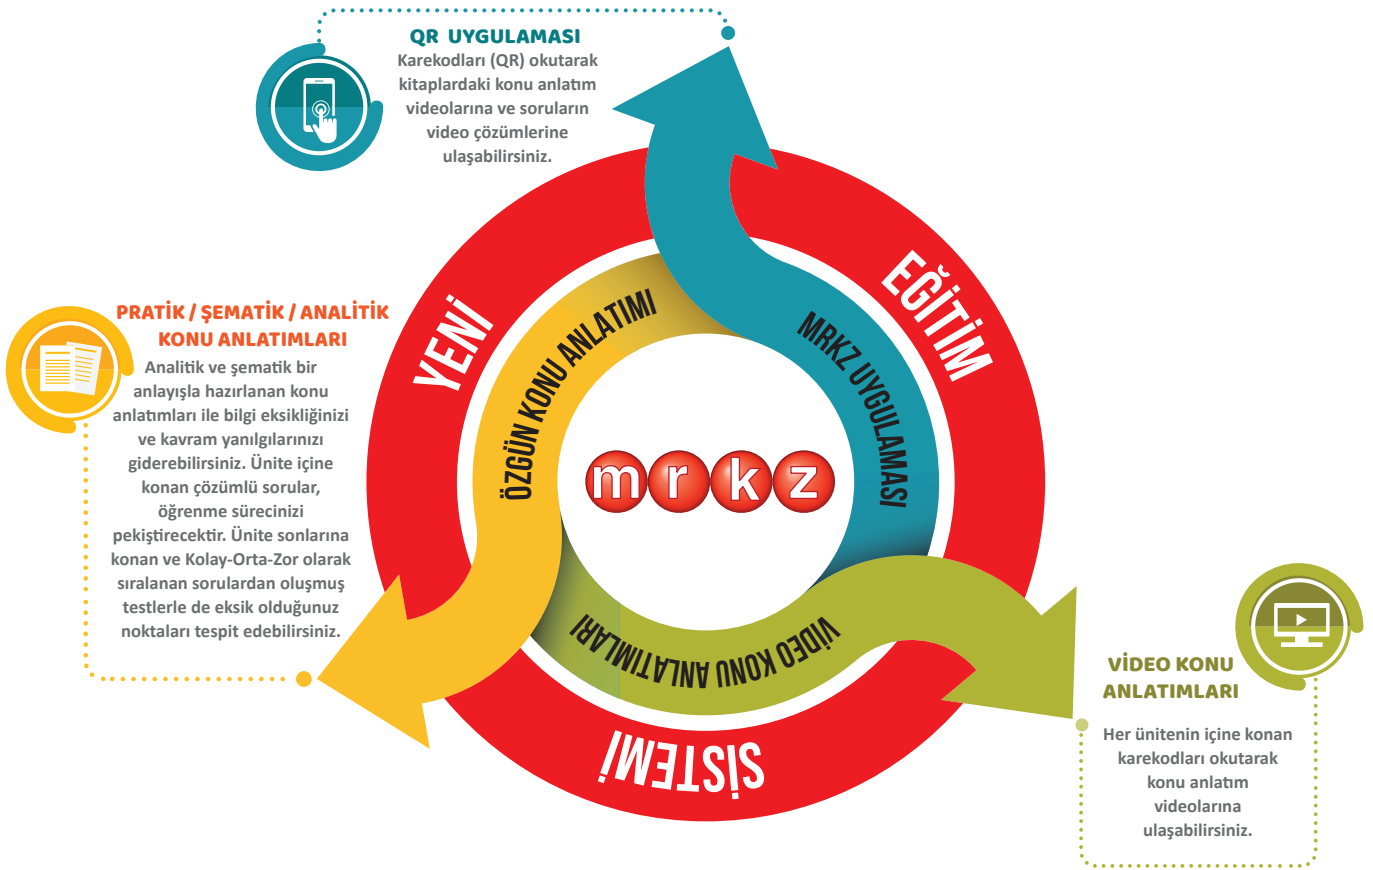 QR UYGULAMASI
Karekodları (QR) okutarak
kitaplardaki konu anlatım
videolarına ve soruların
video çözümlerine
ulaşabilirsiniz.
PRATİK / ŞEMATİK / ANALİTİK
KONU ANLATIMLARI
Analitik ve şematik bir
anlayışla hazırlanan konu
anlatımları ile bilgi eksikliğinizi
ve kavram yanılgılarınızı
giderebilirsiniz. Ünite içine
konan çözümlü sorular,
öğrenme sürecinizi
pekiştirecektir. Ünite sonlarına
konan ve Kolay-Orta-Zor olarak
sıralanan sorulardan oluşmuş
testlerle de eksik olduğunuz
noktaları tespit edebilirsiniz.
YENİ
EĞİTİM
SİSTEMİ
ÖZGÜN KONU ANLATIMI
MRKZ UYGULAMASI
VİDEO KONU ANLATIMLARI
mrkz
VİDEO KONU
ANLATIMLARI
Her ünitenin içine konan
karekodları okutarak
konu anlatım
videolarına
ulaşabilirsiniz.